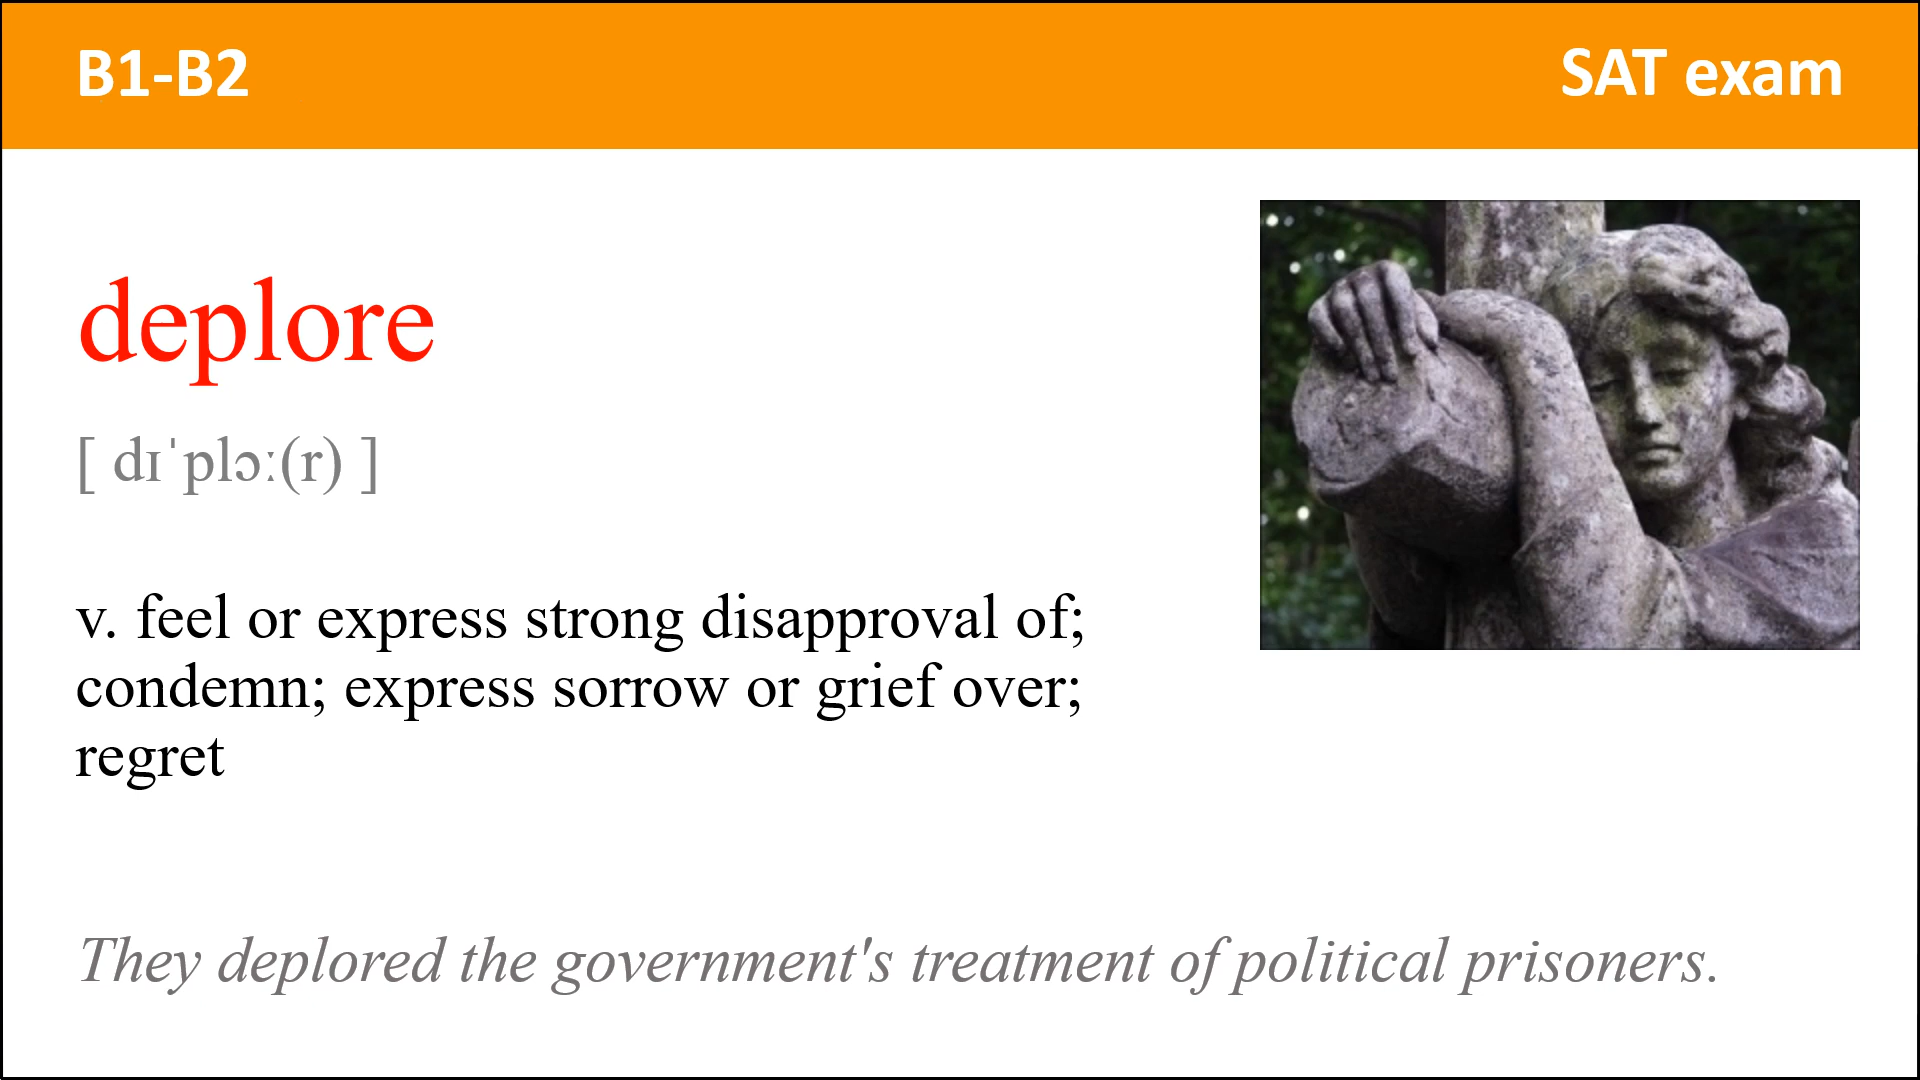 B1-B2
SAT exam
deplore
[ dɪˈplɔː(r) ]
v. feel or express strong disapproval of;
condemn; express sorrow or grief over;
regret
They deplored the government's treatment of political prisoners.